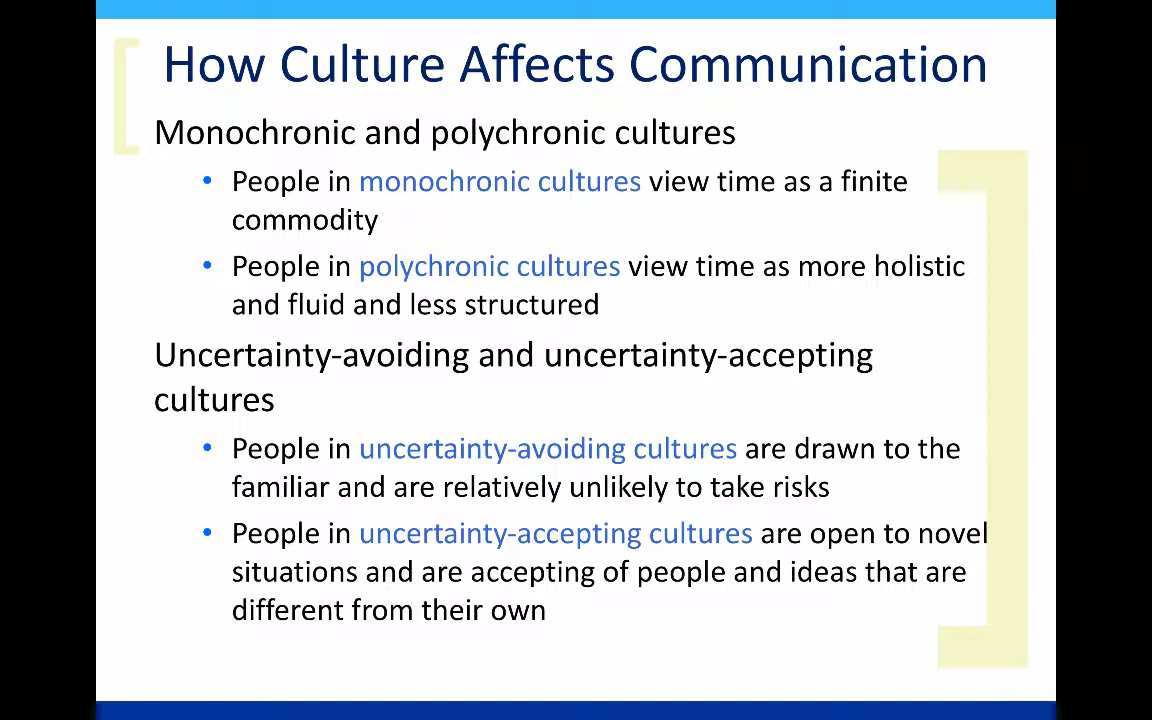 How Culture Affects Communication
Monochronic and polychronic cultures
• People in monochronic cultures view time as a finite
commodity
• People in polychronic cultures view time as more holistic
and fluid and less structured
Uncertainty-avoiding and uncertainty-accepting
cultures
• People in uncertainty-avoiding cultures are drawn to the
familiar and are relatively unlikely to take risks
• People in uncertainty-accepting cultures are open to novel
situations and are accepting of people and ideas that are
different from their own